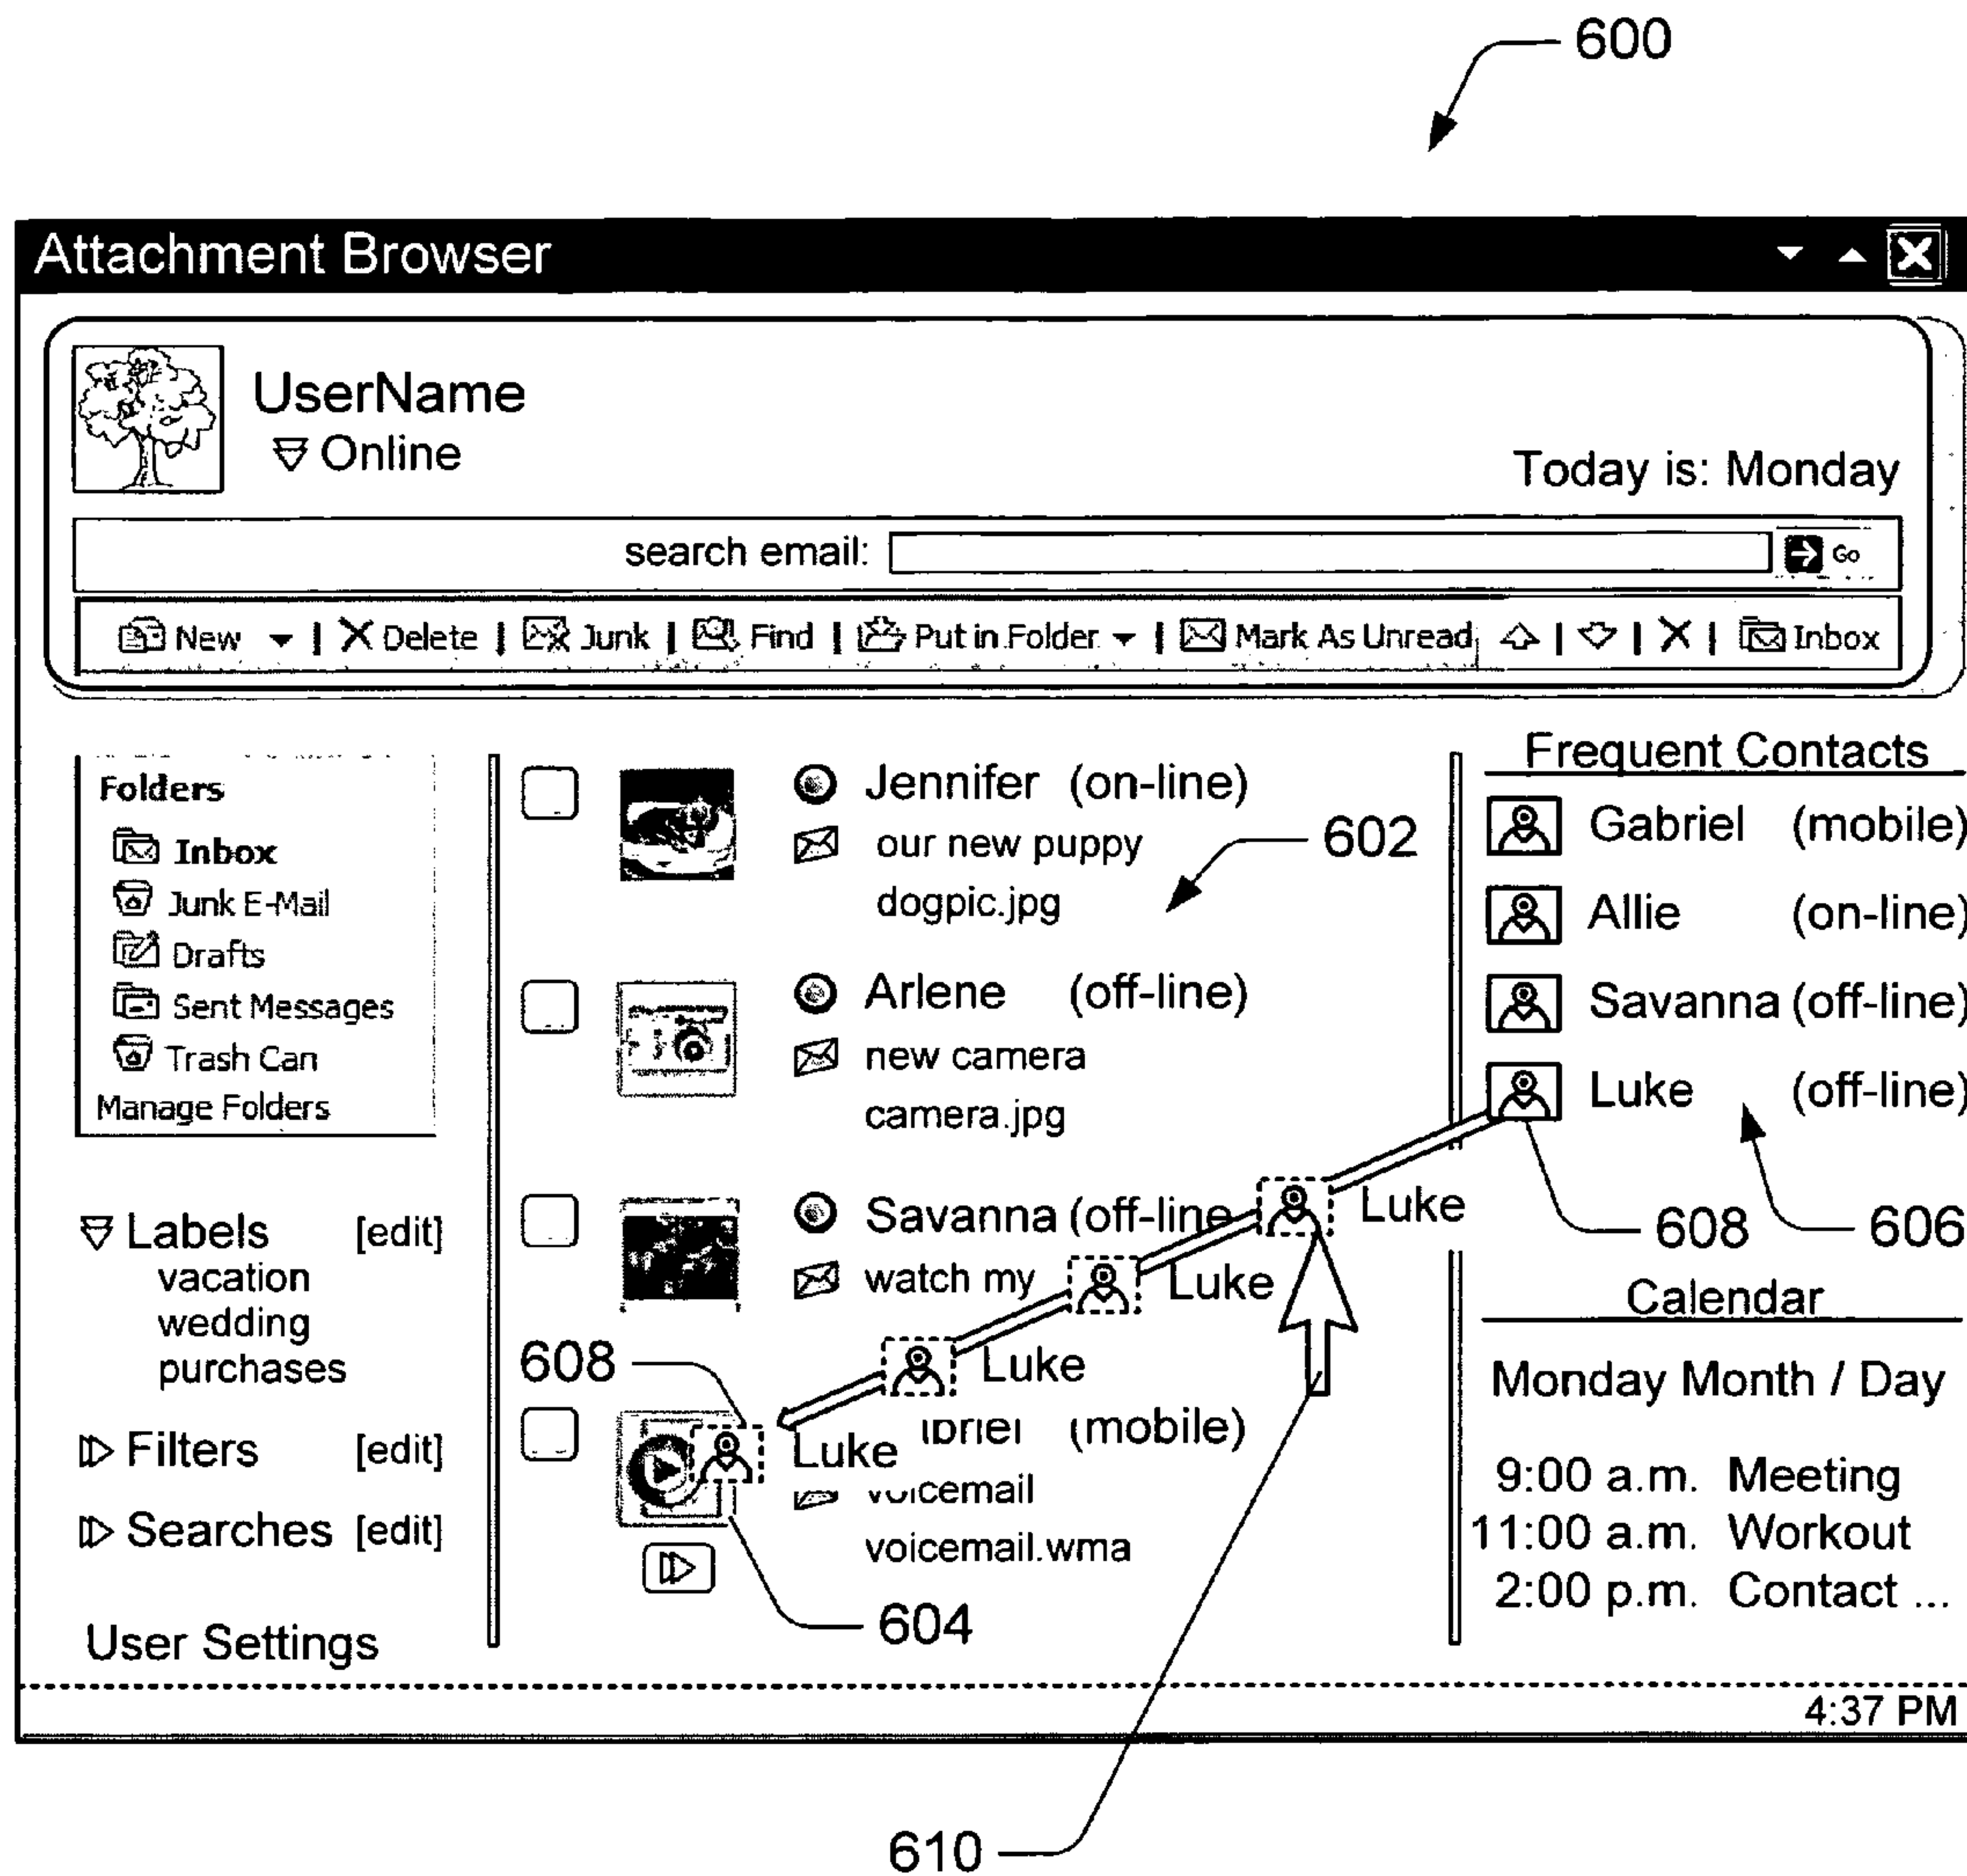 600
Attachment Browser
UserName
Online
Today is: Monday
search email:
Go
New | Delete | Junk | Find | Put in Folder | Mark As Unread | | X | Inbox
Folders
Inbox
Junk E-Mail
Drafts
Sent Messages
Trash Can
Manage Folders
Labels [edit]
vacation
wedding
purchases
Filters [edit]
Searches [edit]
User Settings
Jennifer (on-line)
our new puppy
dogpic.jpg
602
Arlene (off-line)
new camera
camera.jpg
Savanna (off-line
watch my
Luke
Luke
Luke
608
Luke
(mobile)
voicemail
voicemail.wma
604
Frequent Contacts
Gabriel (mobile)
Allie (on-line)
Savanna (off-line)
Luke (off-line)
608
606
Calendar
Monday Month / Day
9:00 a.m. Meeting
11:00 a.m. Workout
2:00 p.m. Contact ...
4:37 PM
610